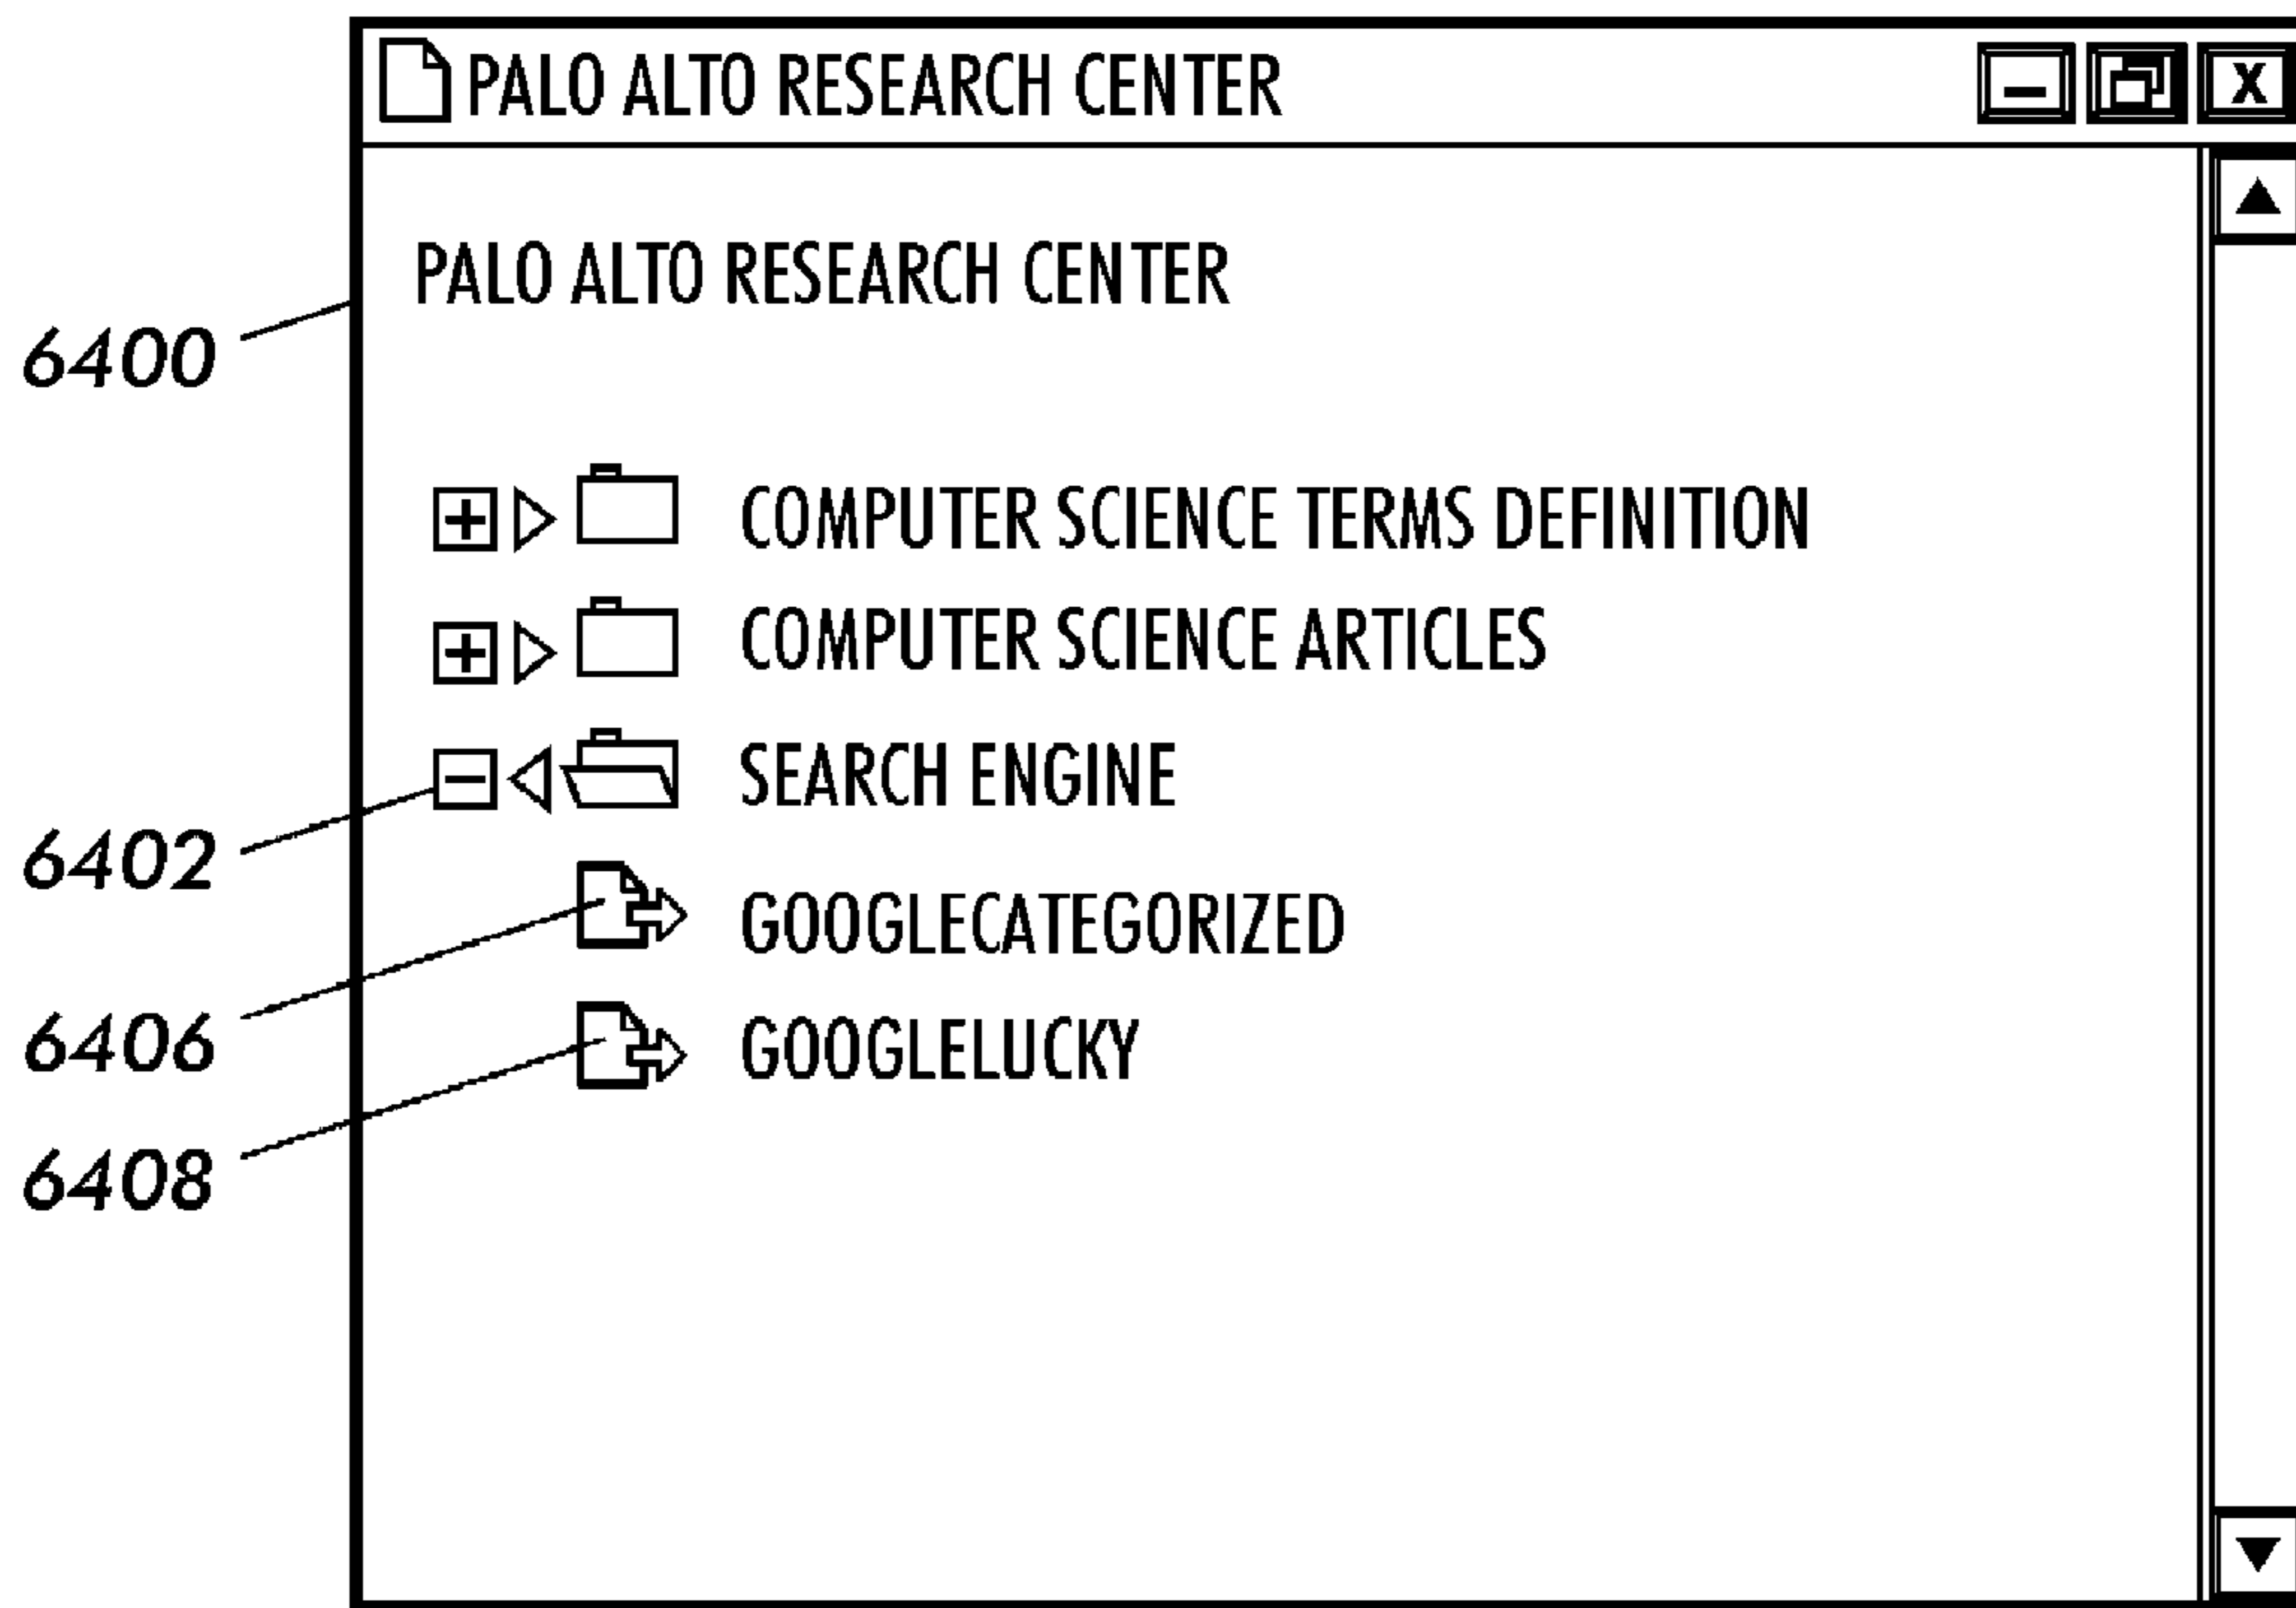 PALO ALTO RESEARCH CENTER
X
PALO ALTO RESEARCH CENTER
6400
COMPUTER SCIENCE TERMS DEFINITION
COMPUTER SCIENCE ARTICLES
SEARCH ENGINE
6402
GOOGLECATEGORIZED
6406
GOOGLELUCKY
6408